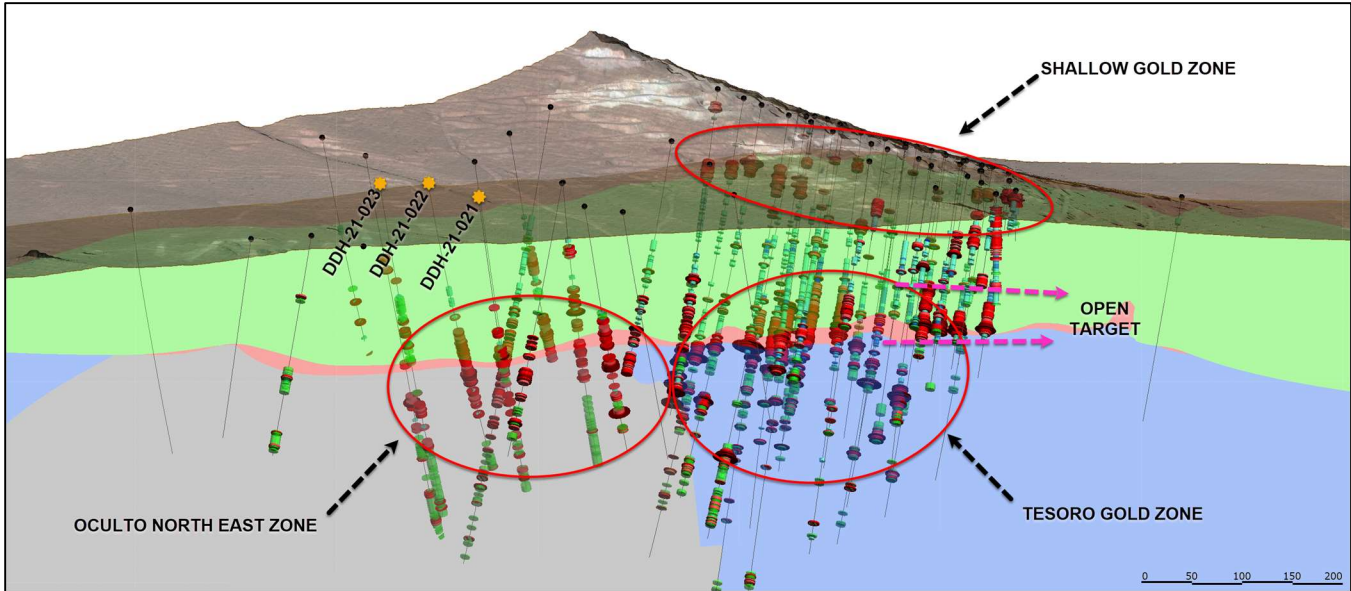 SHALLOW GOLD ZONE
DDH-21-023
DDH-21-022
DDH-21-021
OPEN
TARGET
OCULTO NORTH EAST ZONE
TESORO GOLD ZONE
0 50 100 150 200